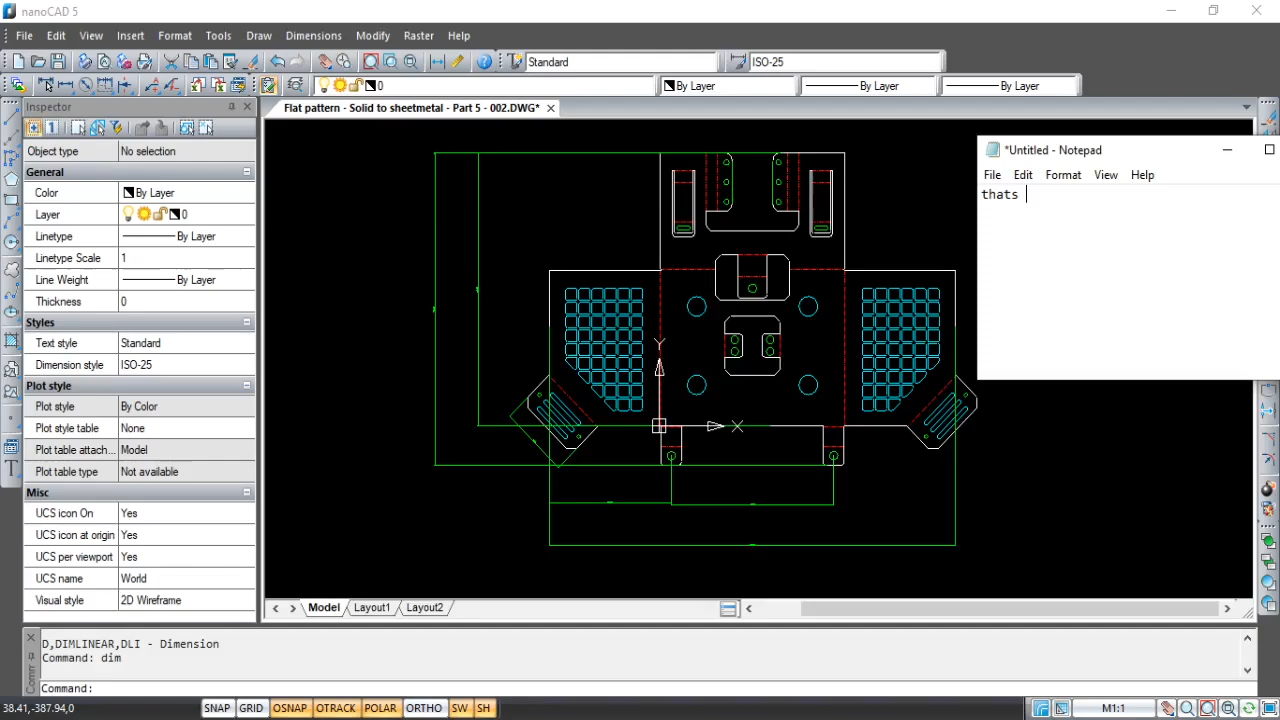 nanoCAD 5
File Edit View Insert Format Tools Draw Dimensions Modify Raster Help
Standard ISO-25
0 By Layer By Layer By Layer
Inspector
Flat pattern - Solid to sheetmetal - Part 5 - 002.DWG*
Object type No selection
General
Color By Layer
Layer 0
Linetype By Layer
Linetype Scale 1
Line Weight By Layer
Thickness 0
Styles
Text style Standard
Dimension style ISO-25
Plot style
Plot style By Color
Plot style table None
Plot table attach... Model
Plot table type Not available
Misc
UCS icon On Yes
UCS icon at origin Yes
UCS per viewport Yes
UCS name World
Visual style 2D Wireframe
Y
X
*Untitled - Notepad
File Edit Format View Help
thats
Model Layout1 Layout2
D,DIMLINEAR,DLI - Dimension
Command: dim
Command:
38.41,-387.94,0 SNAP GRID OSNAP OTRACK POLAR ORTHO SW SH M1:1